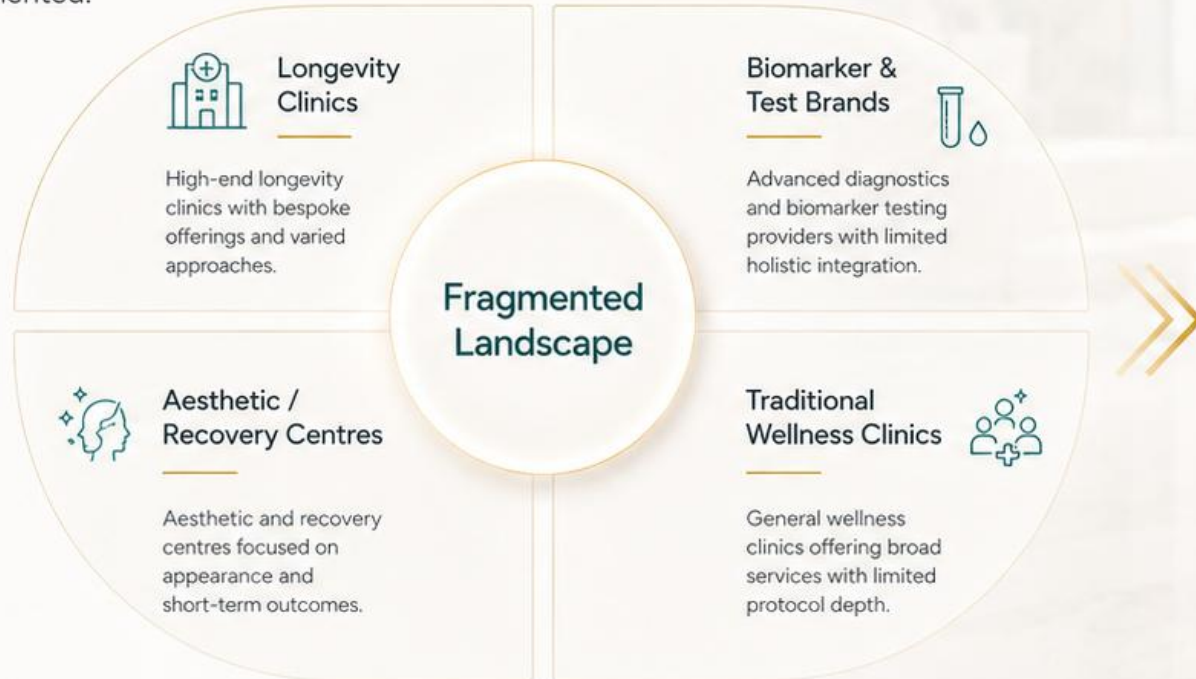 Longevity
Clinics
High-end longevity
clinics with bespoke
offerings and varied
approaches.
Biomarker &
Test Brands
Advanced diagnostics
and biomarker testing
providers with limited
holistic integration.
Fragmented
Landscape
Aesthetic /
Recovery Centres
Aesthetic and recovery
centres focused on
appearance and
short-term outcomes.
Traditional
Wellness Clinics
General wellness
clinics offering broad
services with limited
protocol depth.